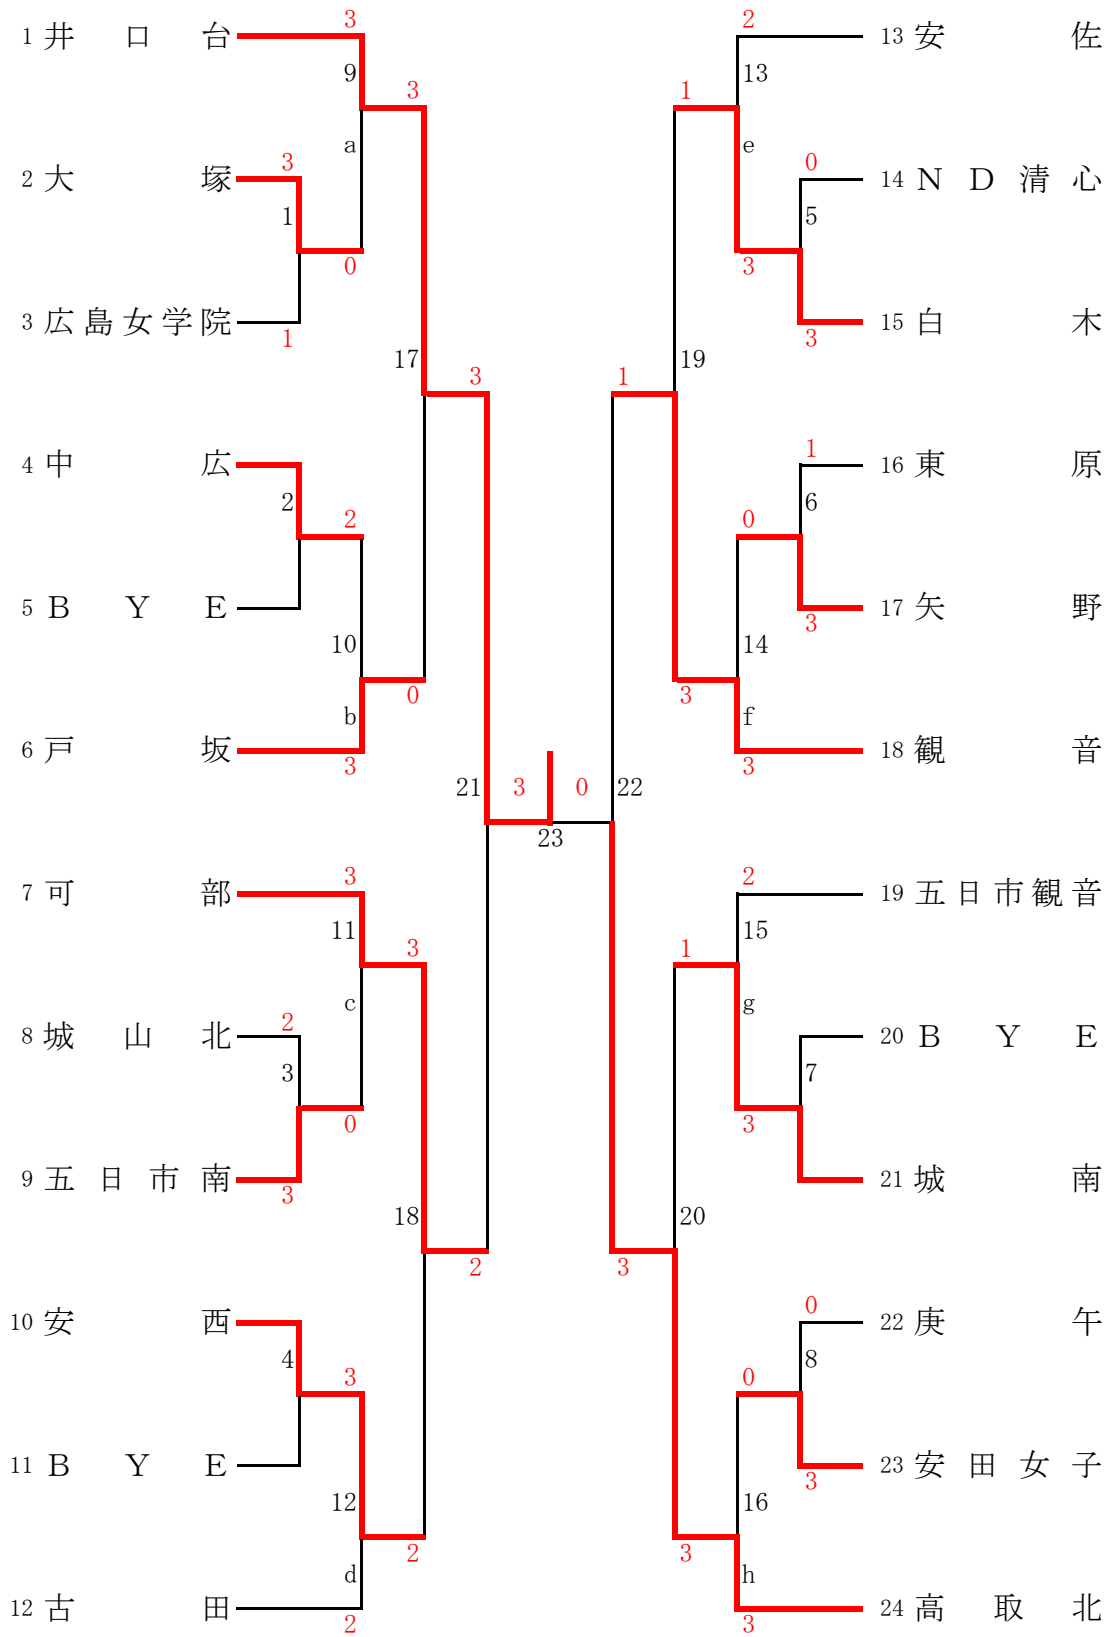 3
2
1 井口台
13 安佐
9
13
3
1
a
e
3
0
2 大塚
14 ND清心
1
5
0
3
3 広島女学院
15 白木
1
3
17
19
3
1
4 中広
1
16 東原
2
6
2
0
5 BYE
17 矢野
3
10
14
0
3
b
f
6 戸坂
18 観音
3
3
21 3 0 22
23
7 可部
3
2
19 五日市観音
11
15
3
1
c
g
8 城山北
2
20 BYE
3
7
0
3
9 五日市南
21 城南
3
18
20
2
3
10 安西
0
22 庚午
4
8
3
0
11 BYE
23 安田女子
3
12
16
2
3
d
h
12 古田
24 高取北
2
3